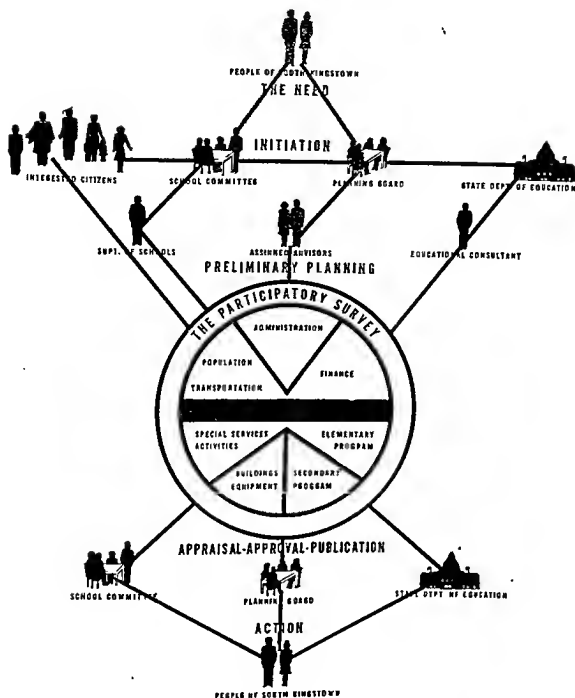 PEOPLE OF SOUTH KINGSTOWN
THE NEED
INITIATION
INTERESTED CITIZENS
SCHOOL COMMITTEE
PLANNING BOARD
STATE DEPT OF EDUCATION
SUPT. OF SCHOOLS
ASSIGNED ADVISORS
EDUCATIONAL CONSULTANT
PRELIMINARY PLANNING
THE PARTICIPATORY SURVEY
ADMINISTRATION
POPULATION
FINANCE
TRANSPORTATION
SPECIAL SERVICES
ACTIVITIES
ELEMENTARY
PROGRAM
BUILDINGS
EQUIPMENT
SECONDARY
PROGRAM
APPRAISAL-APPROVAL-PUBLICATION
SCHOOL COMMITTEE
PLANNING BOARD
STATE DEPT OF EDUCATION
ACTION
PEOPLE OF SOUTH KINGSTOWN